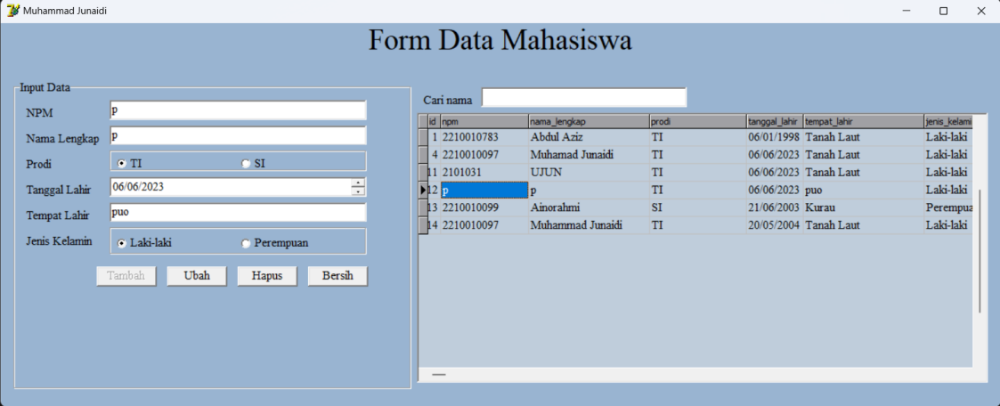 Muhammad Junaidi
Form Data Mahasiswa
Input Data
NPM p
Nama Lengkap p
Prodi TI SI
Tanggal Lahir 06/06/2023
Tempat Lahir puo
Jenis Kelamin Laki-laki Perempuan
Tambah Ubah Hapus Bersih
Cari nama
id npm nama_lengkap prodi tanggal_lahir tempat_lahir jenis_kelami
1 2210010783 Abdul Aziz TI 06/01/1998 Tanah Laut Laki-laki
4 2210010097 Muhamad Junaidi TI 06/06/2023 Tanah Laut Laki-laki
11 2101031 UJUN TI 06/06/2023 Tanah Laut Laki-laki
12 p p TI 06/06/2023 puo Laki-laki
13 2210010099 Ainorahmi SI 21/06/2003 Kurau Perempua
14 2210010097 Muhammad Junaidi TI 20/05/2004 Tanah Laut Laki-laki